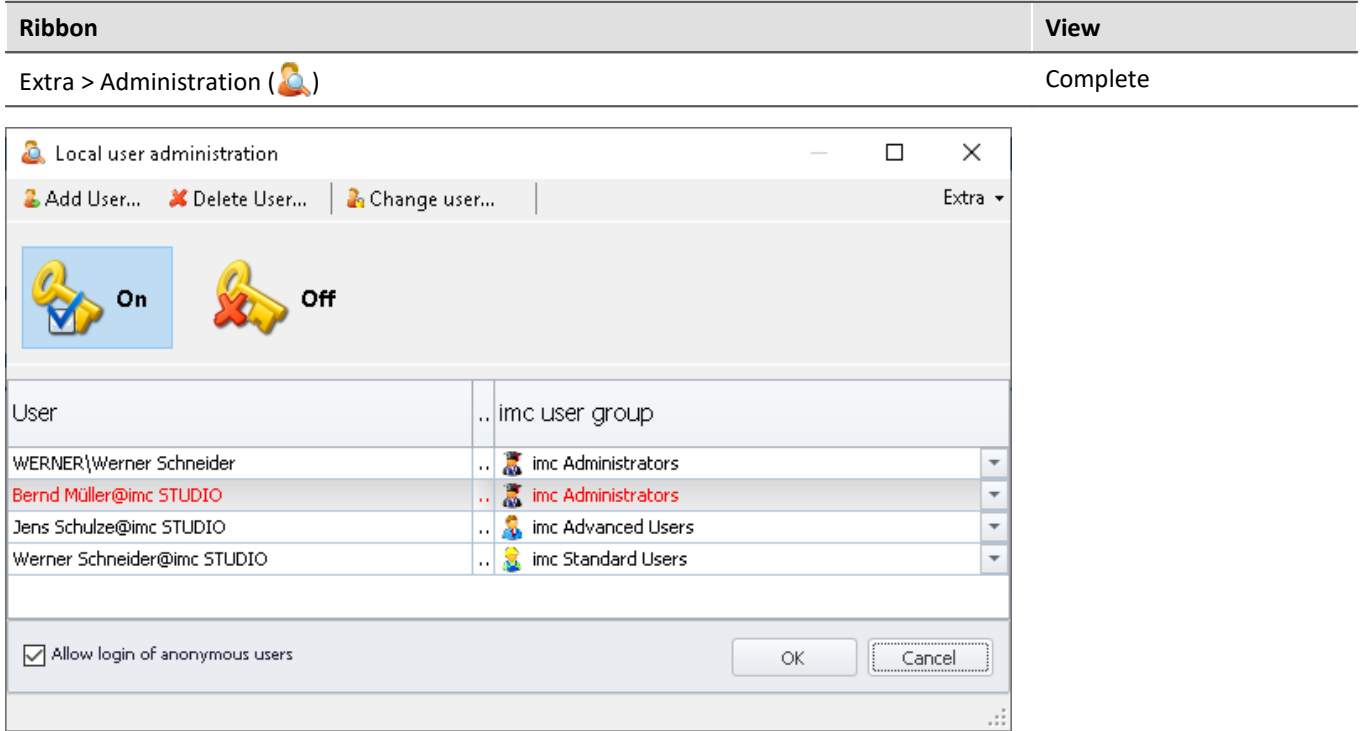 Ribbon View
Extra > Administration ( ) Complete
Local user administration
Add User... Delete User... Change user... Extra
On Off
User .. imc user group
WERNER\Werner Schneider .. imc Administrators
Bernd Müller@imc STUDIO .. imc Administrators
Jens Schulze@imc STUDIO .. imc Advanced Users
Werner Schneider@imc STUDIO .. imc Standard Users
Allow login of anonymous users OK Cancel